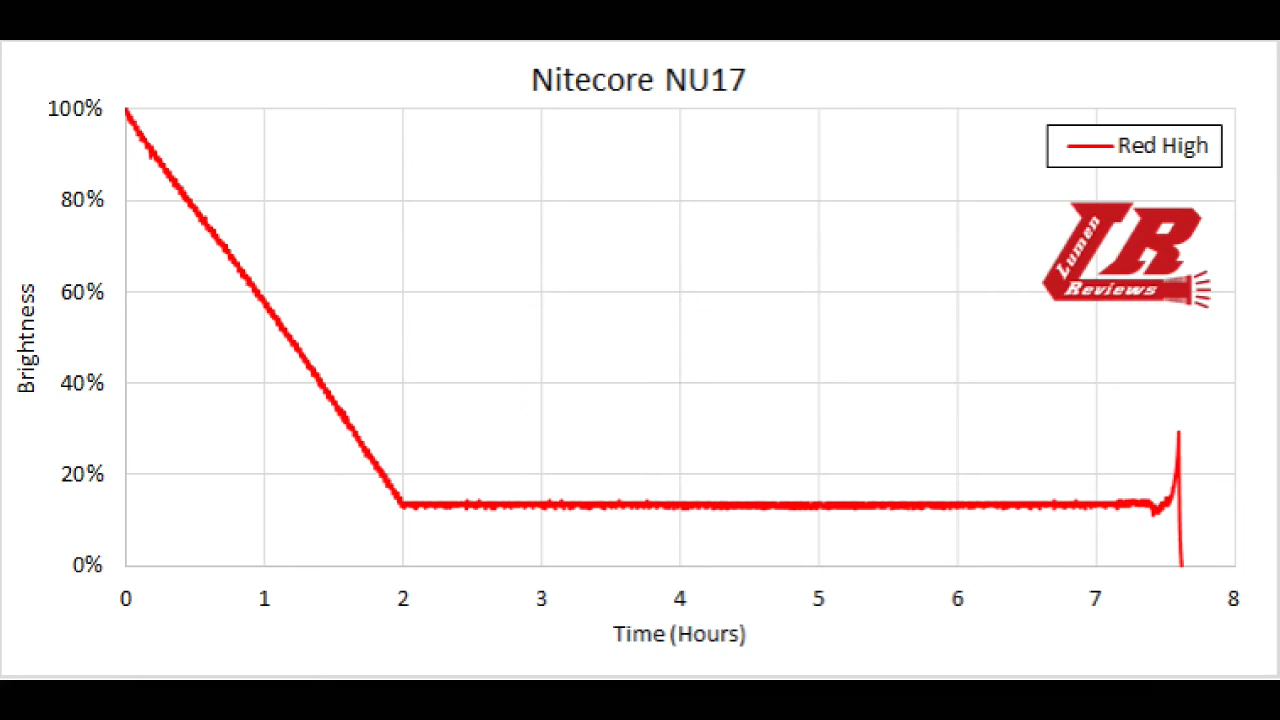 Nitecore NU17
100%
80%
60%
40%
20%
0%
Brightness
0 1 2 3 4 5 6 7 8
Time (Hours)
Red High
LR
Lumen
Reviews